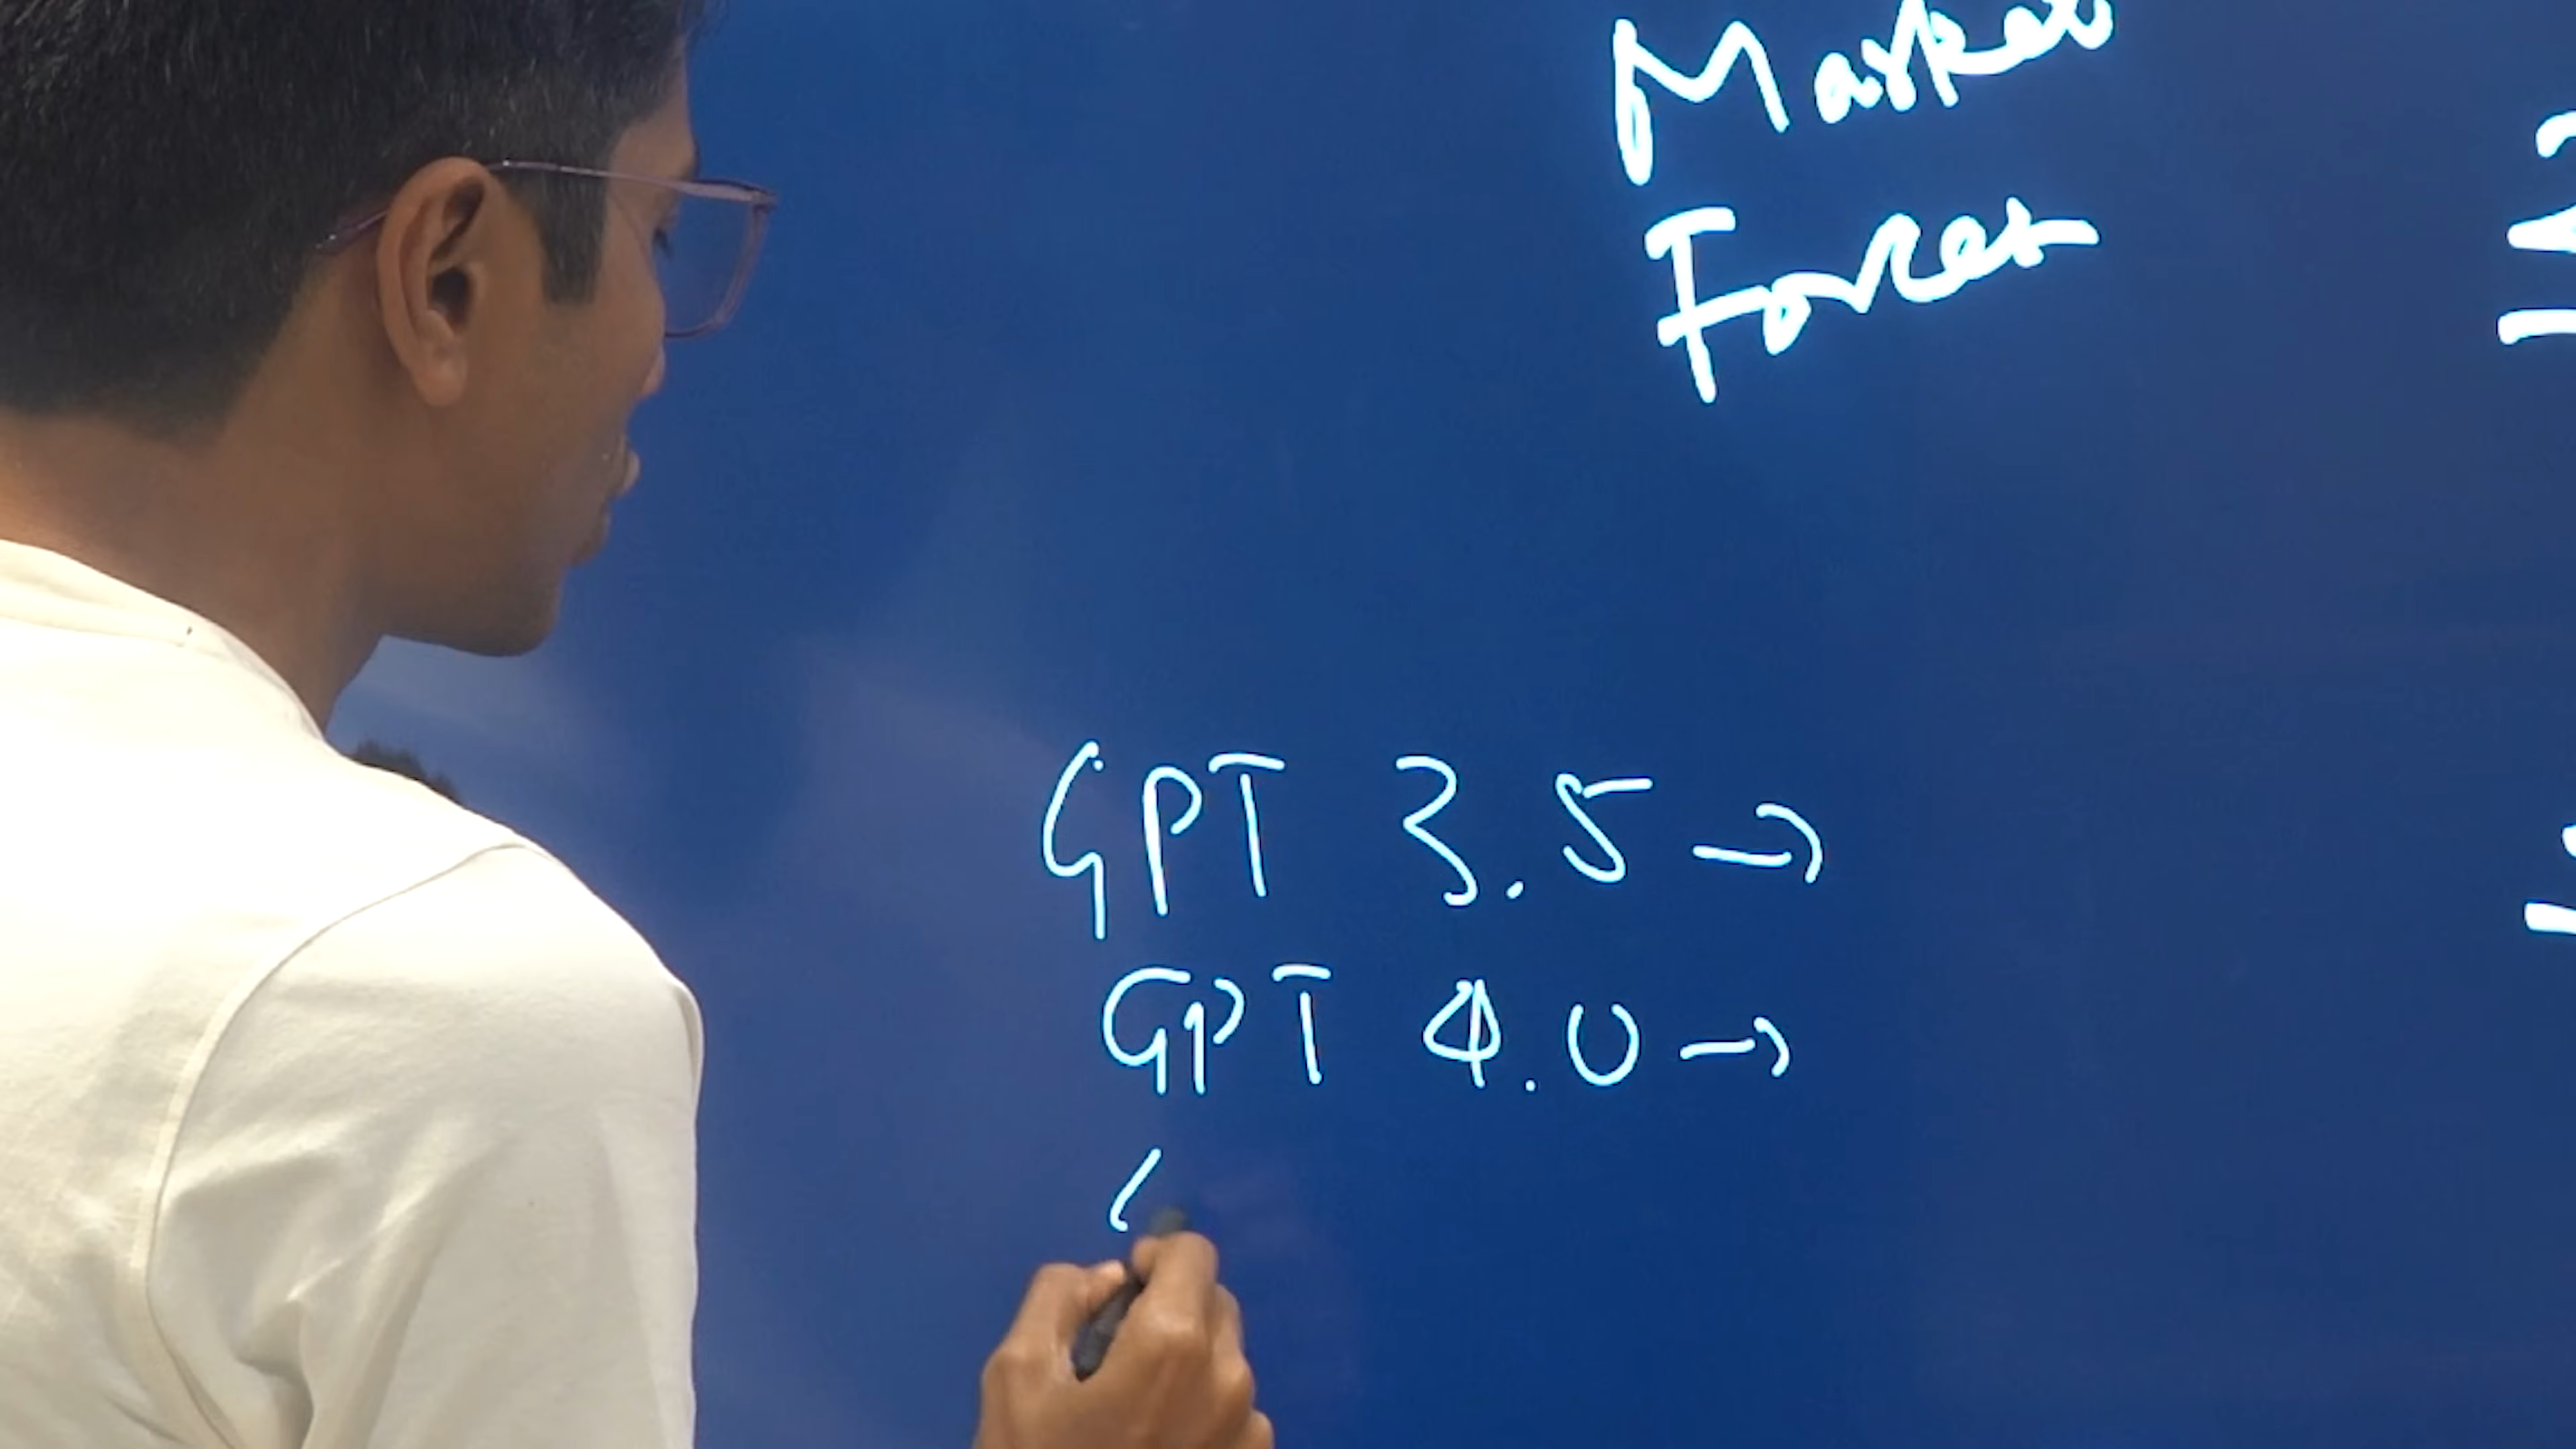 Market
Forces
GPT 3.5 →
GPT 4.0 →